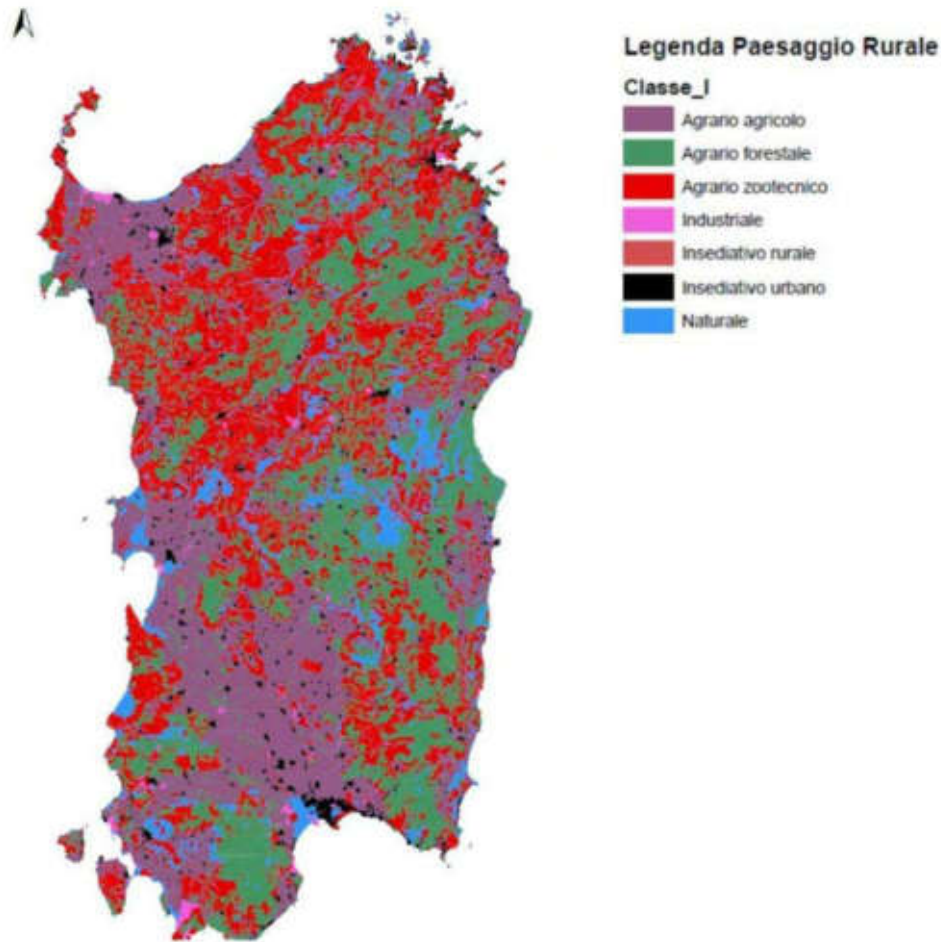 Legenda Paesaggio Rurale
Classe_I
Agrario agricolo
Agrario forestale
Agrario zootecnico
Industriale
Insediativo rurale
Insediativo urbano
Naturale